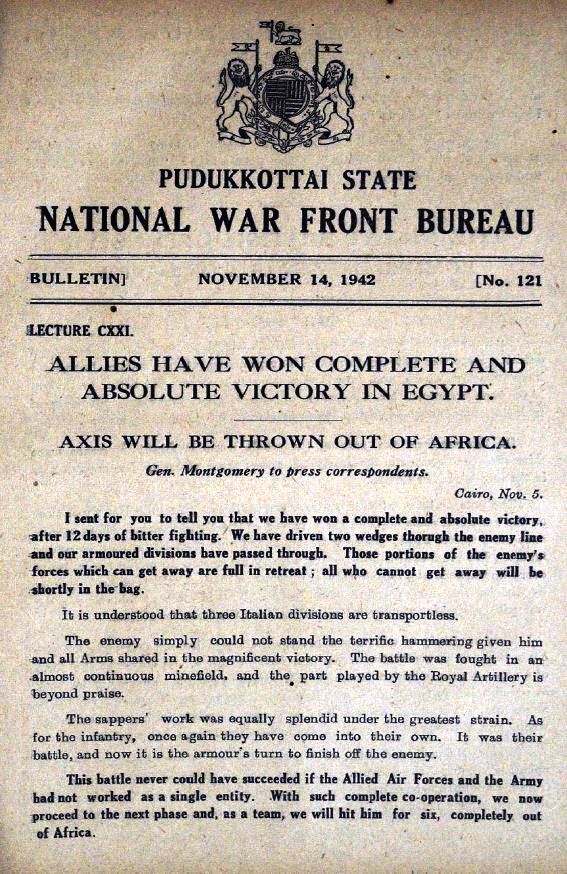 PUDUKKOTTAI STATE
NATIONAL WAR FRONT BUREAU
BULLETIN] NOVEMBER 14, 1942 [No. 121
LECTURE CXXI.
ALLIES HAVE WON COMPLETE AND
ABSOLUTE VICTORY IN EGYPT.
AXIS WILL BE THROWN OUT OF AFRICA.
Gen. Montgomery to press correspondents.
Cairo, Nov. 5.
I sent for you to tell you that we have won a complete and absolute victory,
after 12 days of bitter fighting. We have driven two wedges thorugh the enemy line
and our armoured divisions have passed through. Those portions of the enemy's
forces which can get away are full in retreat ; all who cannot get away will be
shortly in the bag.
It is understood that three Italian divisions are transportless.
The enemy simply could not stand the terrific hammering given him
and all Arms shared in the magnificent victory. The battle was fought in an
almost continuous minefield, and the part played by the Royal Artillery is
beyond praise.
The sappers' work was equally splendid under the greatest strain. As
for the infantry, once again they have come into their own. It was their
battle, and now it is the armour's turn to finish off the enemy.
This battle never could have succeeded if the Allied Air Forces and the Army
had not worked as a single entity. With such complete co-operation, we now
proceed to the next phase and, as a team, we will hit him for six, completely out
of Africa.